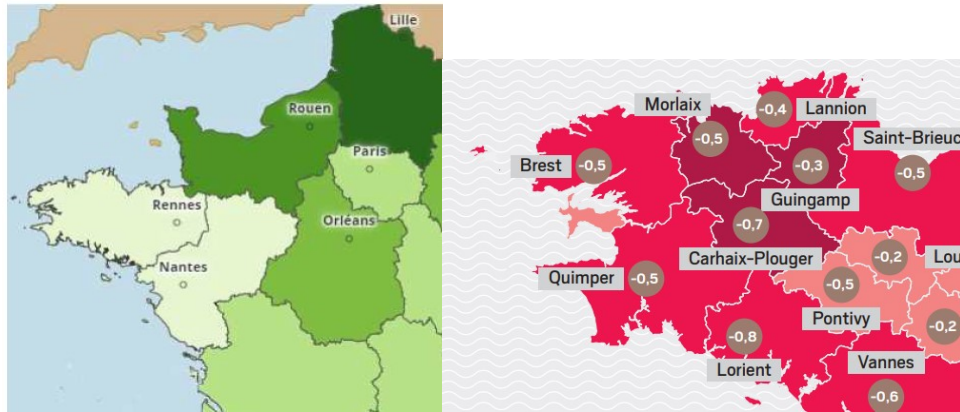 Lille
Rouen
Paris
Rennes
Orléans
Nantes
Morlaix
-0,4
Lannion
-0,5
Saint-Brieuc
Brest
-0,5
-0,3
-0,5
Guingamp
-0,7
Carhaix-Plouger
-0,2
Lou
Quimper
-0,5
-0,5
Pontivy
-0,2
-0,8
Lorient
Vannes
-0,6